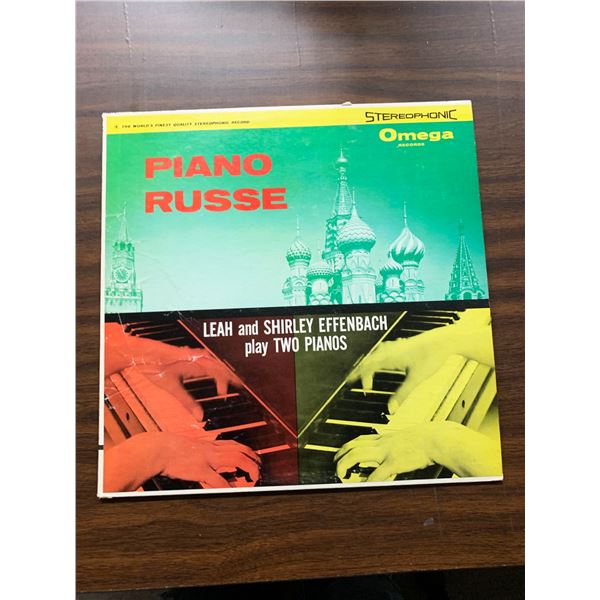 THE WORLD'S FINEST QUALITY STEREOPHONIC RECORD
STEREOPHONIC
Omega
RECORDS
PIANO
RUSSE
LEAH and SHIRLEY EFFENBACH
play TWO PIANOS